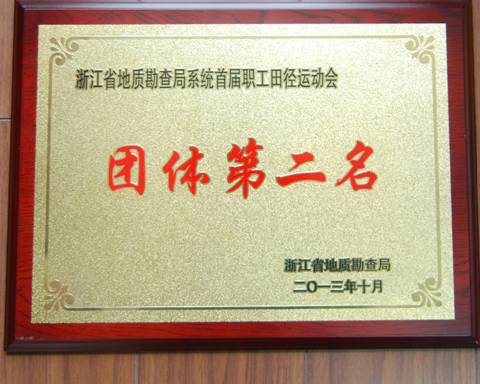 浙江省地质勘查局系统首届职工田径运动会
团体第二名
浙江省地质勘查局
二〇一三年十月